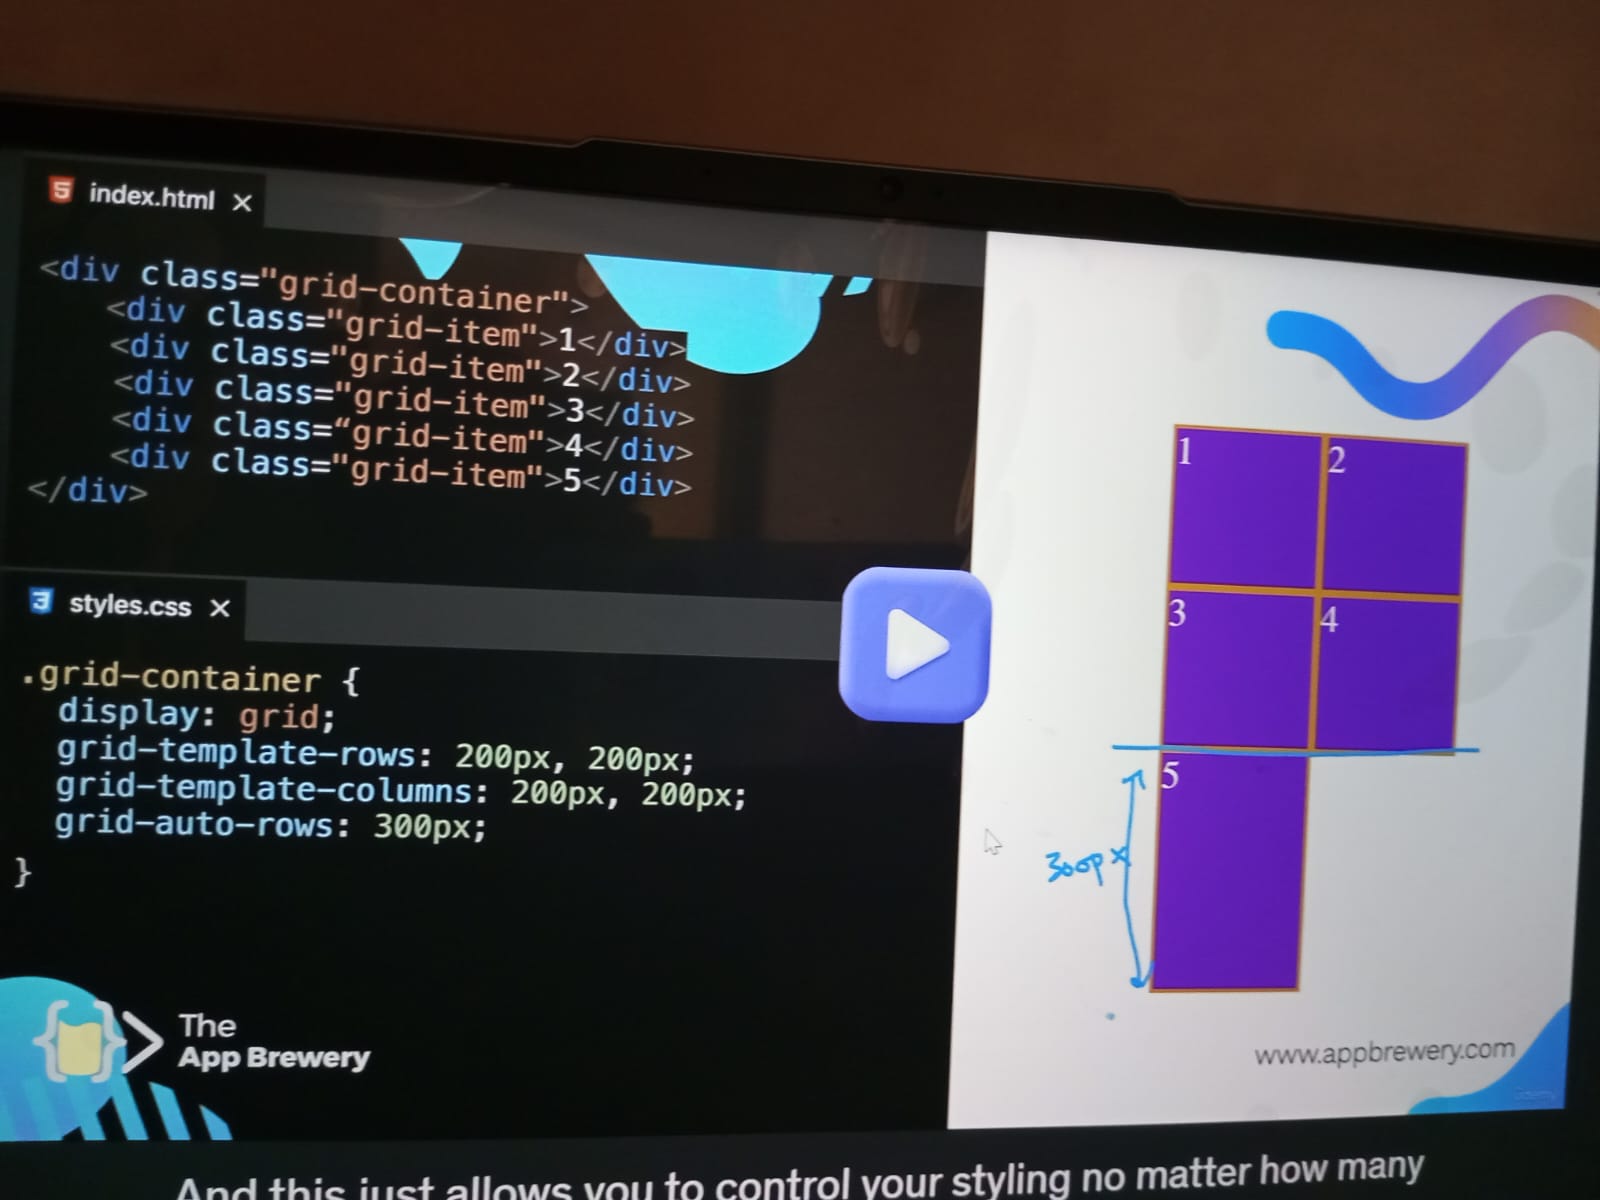 index.html ×
<div class="grid-container">
<div class="grid-item">1</div>
<div class="grid-item">2</div>
<div class="grid-item">3</div>
<div class=“grid-item">4</div>
<div class="grid-item">5</div>
</div>
styles.css ×
.grid-container {
display: grid;
grid-template-rows: 200px, 200px;
grid-template-columns: 200px, 200px;
grid-auto-rows: 300px;
}
The
App Brewery
1
2
3
4
5
300px
www.appbrewery.com
Udemy
And this just allows you to control your styling no matter how many